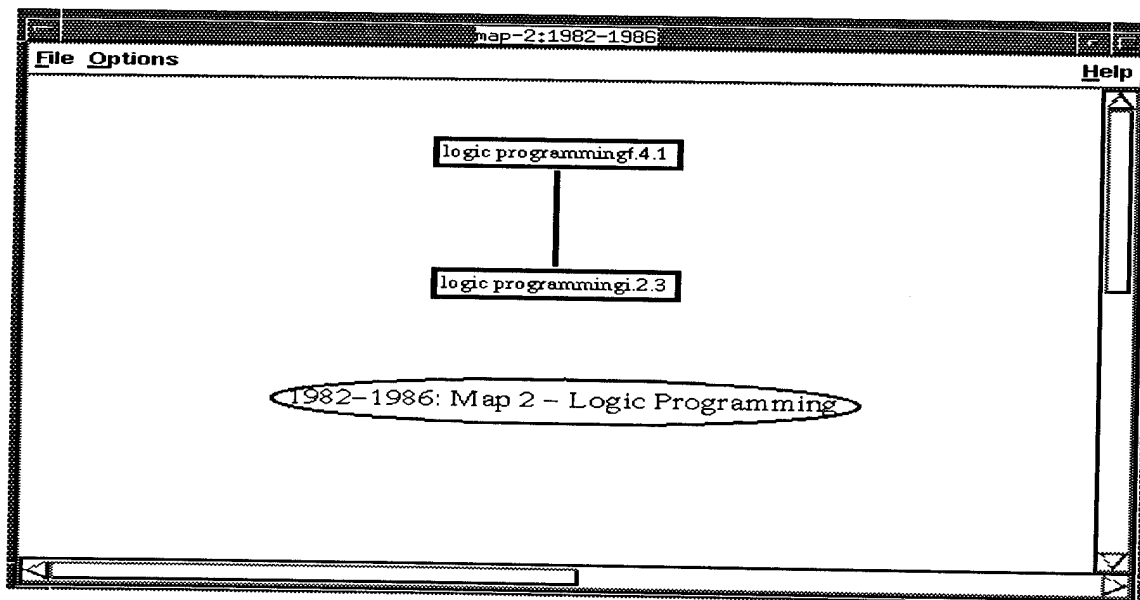 map-2:1982-1986
File Options Help
logic programmingf.4.1
logic programmingi.2.3
1982-1986: Map 2 - Logic Programming